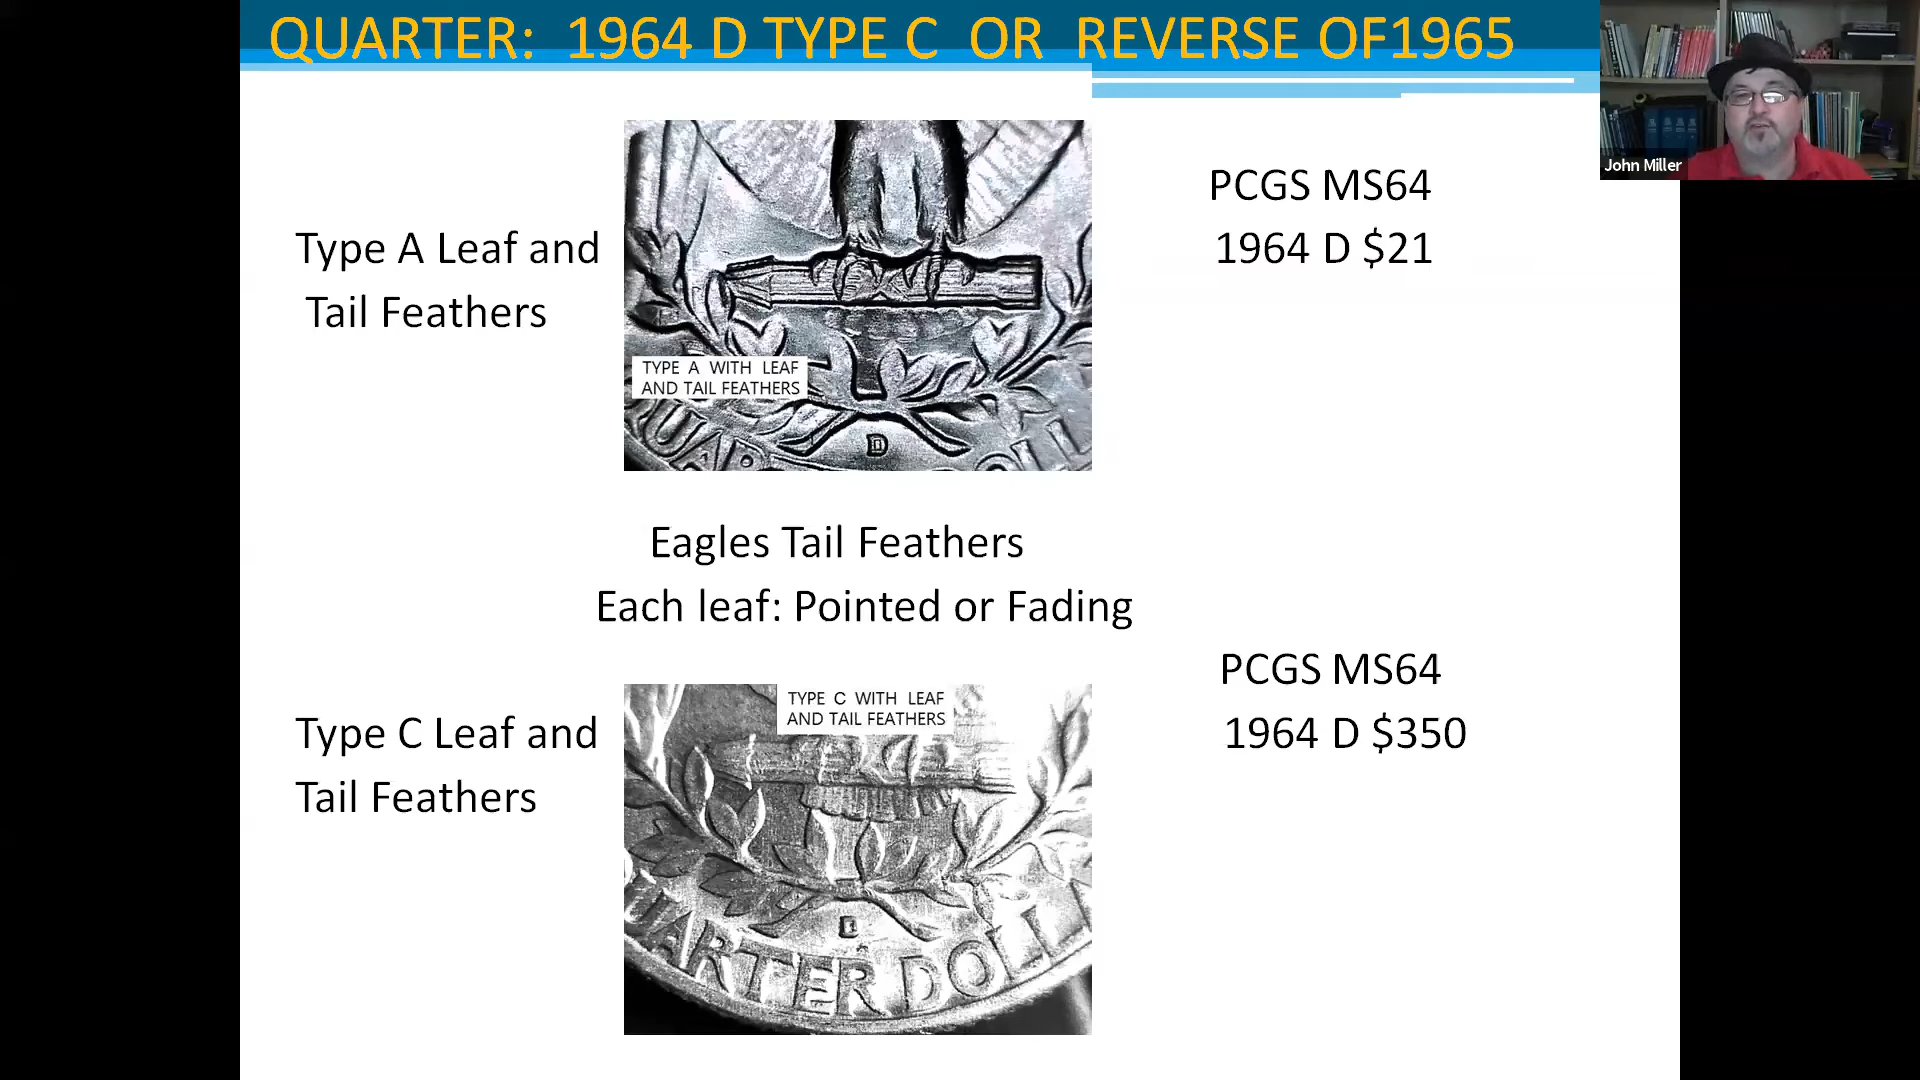 QUARTER: 1964 D TYPE C OR REVERSE OF1965
John Miller
PCGS MS64
1964 D $21
Type A Leaf and
Tail Feathers
TYPE A WITH LEAF
AND TAIL FEATHERS
D
Eagles Tail Feathers
Each leaf: Pointed or Fading
PCGS MS64
1964 D $350
Type C Leaf and
Tail Feathers
TYPE C WITH LEAF
AND TAIL FEATHERS
D
UARTER DOLL